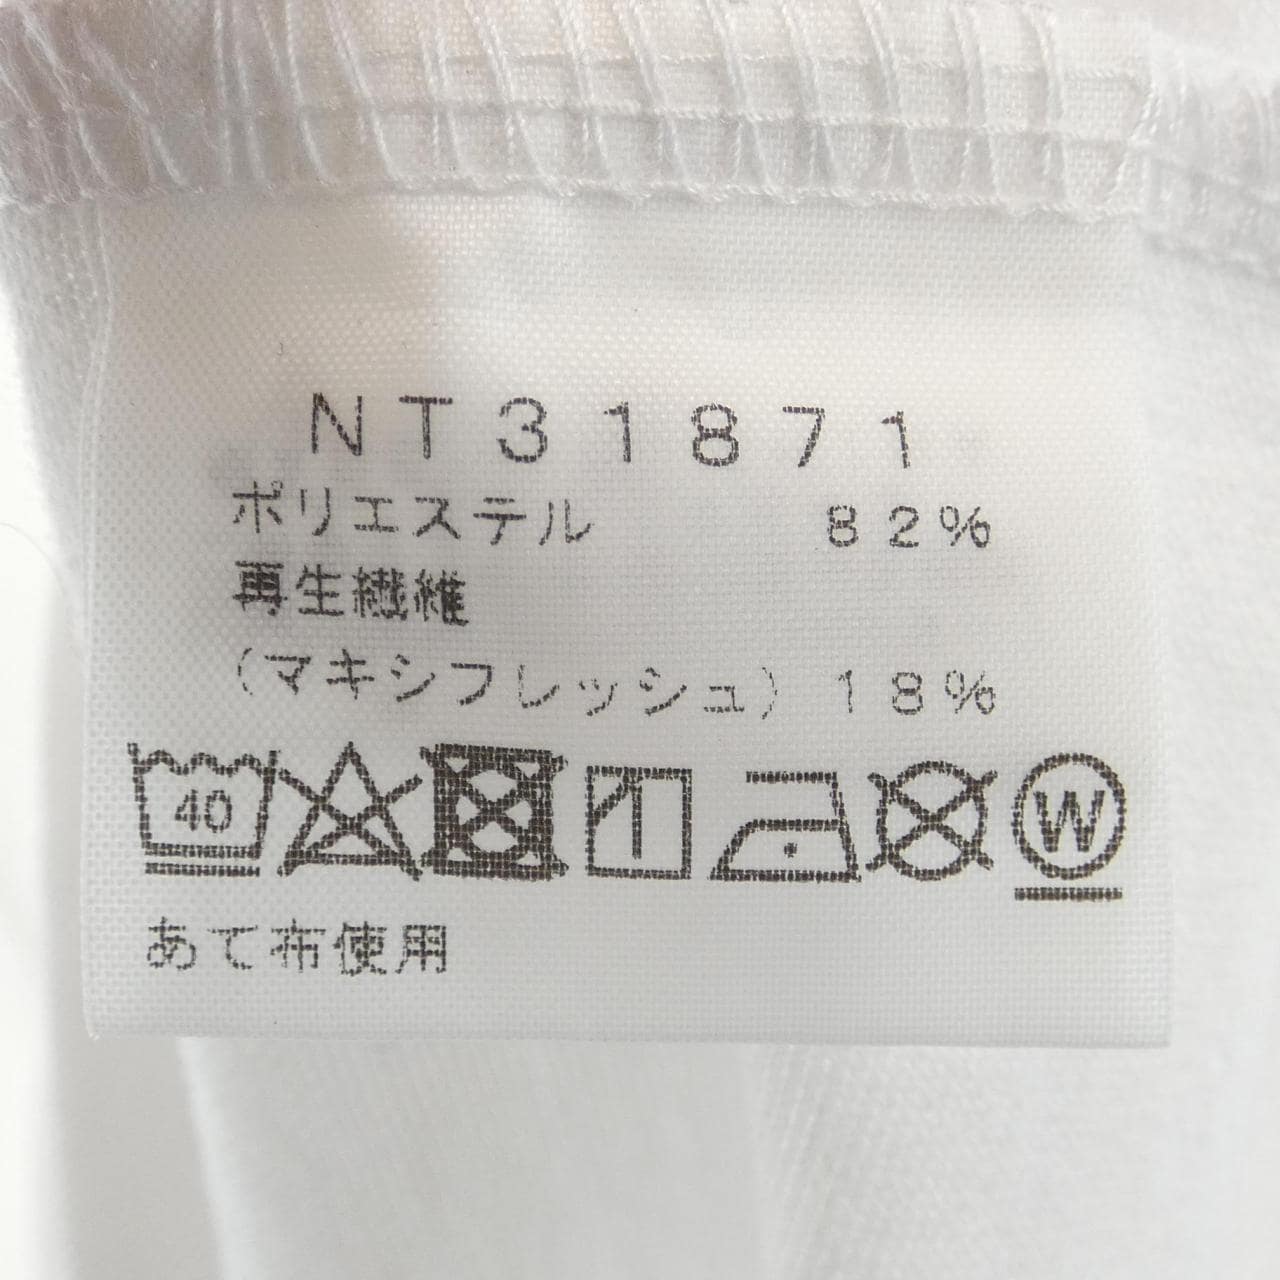 NT31871
ポリエステル 82%
再生繊維
(マキシフレッシュ) 18%
40 W
あて布使用